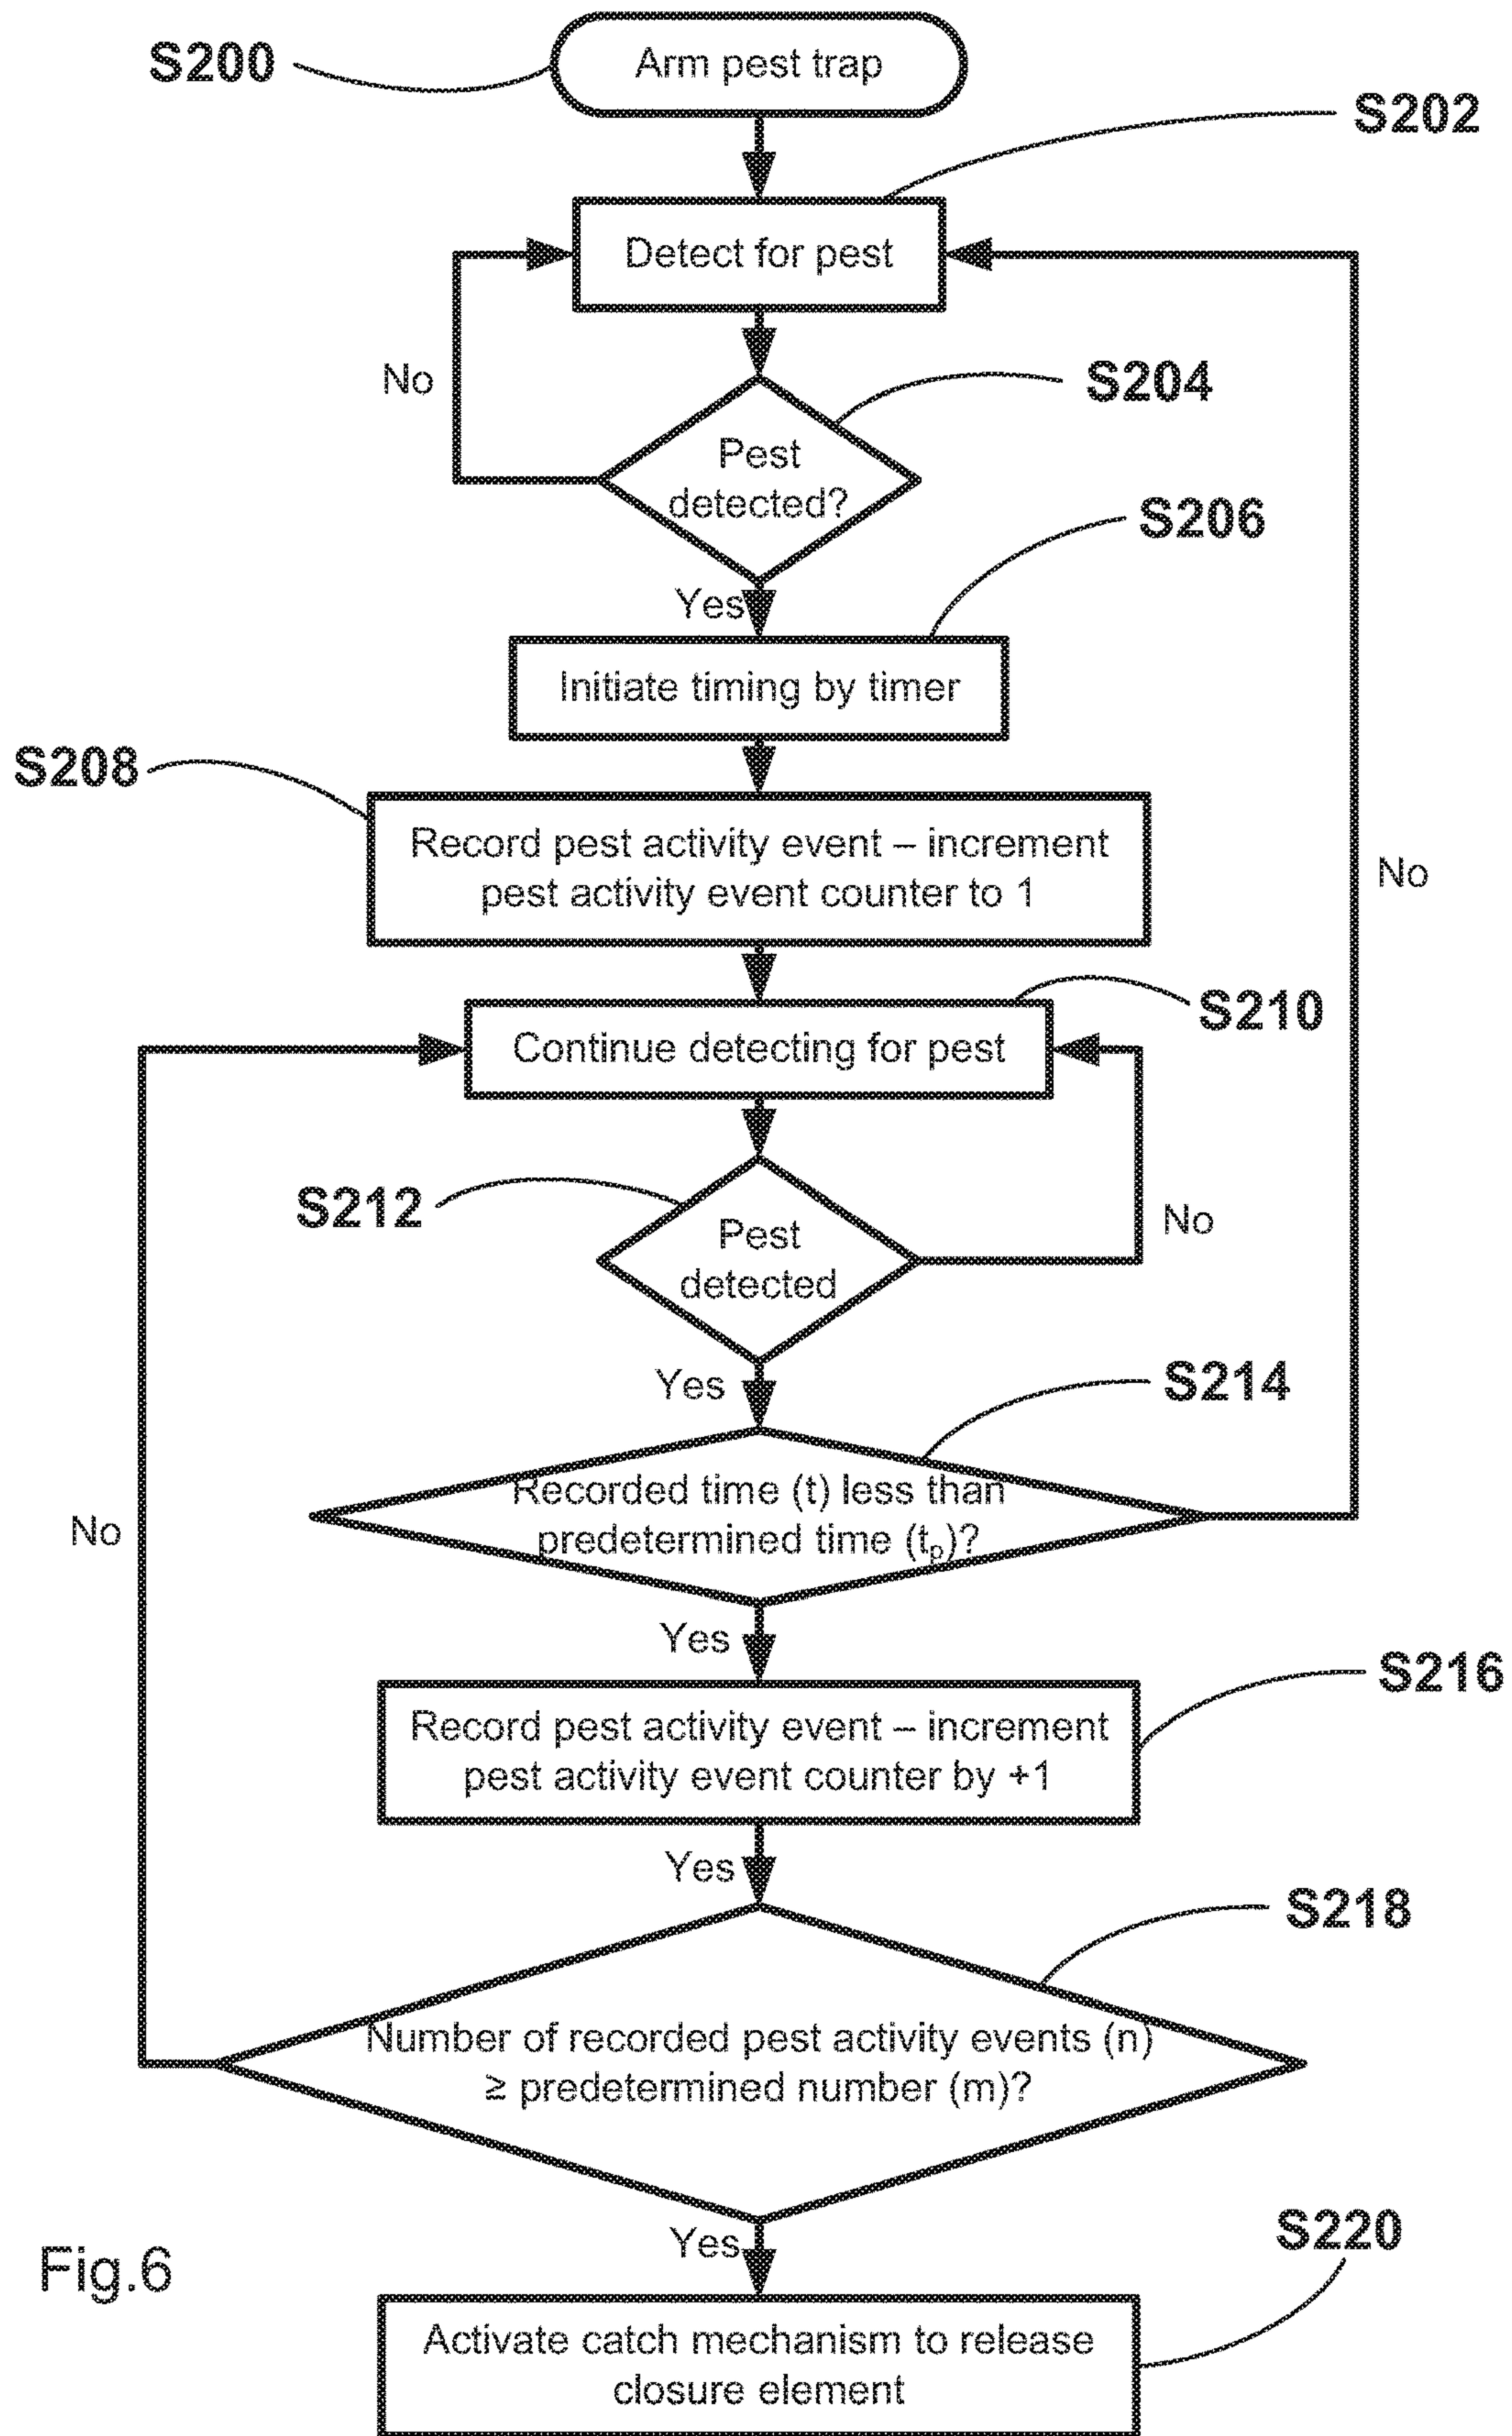 S200
Arm pest trap
S202
Detect for pest
No
S204
Pest
detected?
S206
Yes
Initiate timing by timer
S208
Record pest activity event – increment
pest activity event counter to 1
No
S210
Continue detecting for pest
S212
Pest
detected
No
Yes
S214
Recorded time (t) less than
predetermined time (tp)?
No
Yes
S216
Record pest activity event – increment
pest activity event counter by +1
Yes
S218
Number of recorded pest activity events (n)
≥ predetermined number (m)?
Yes
S220
Fig.6
Activate catch mechanism to release
closure element